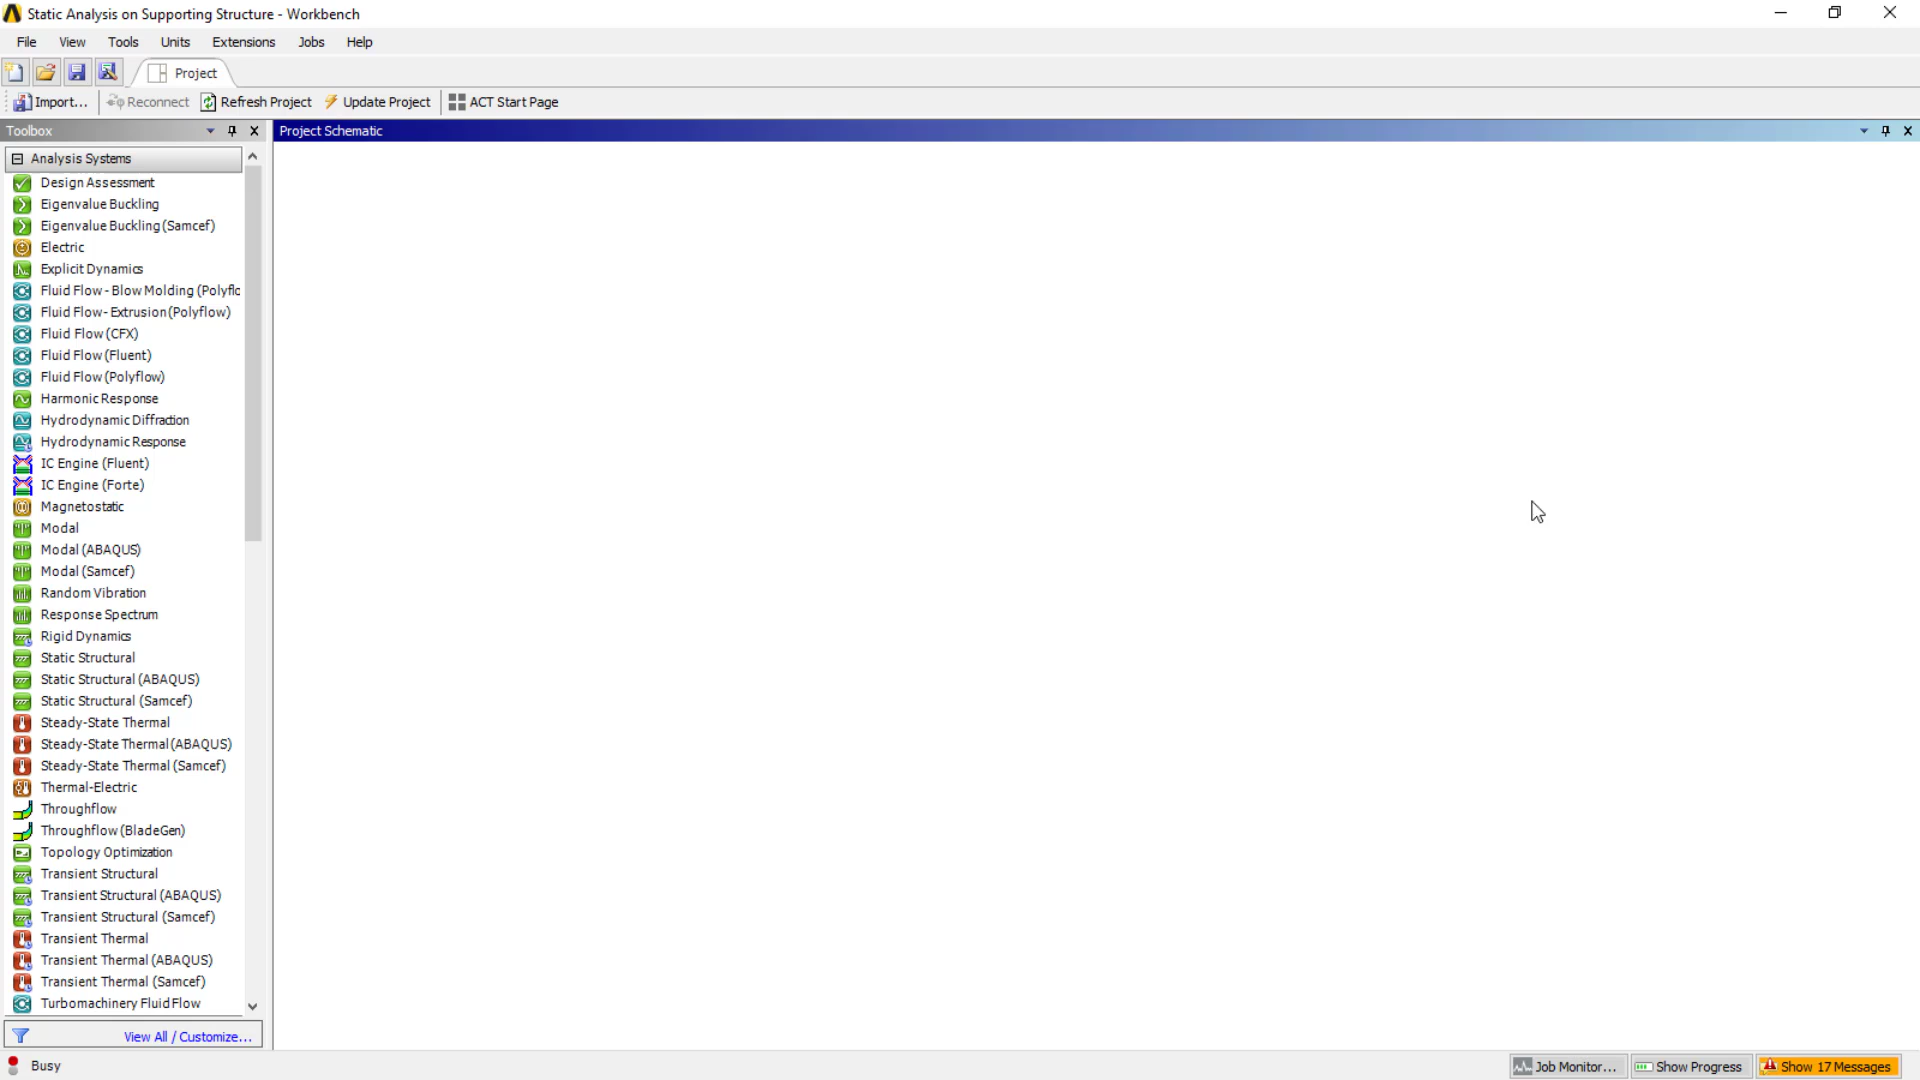 Static Analysis on Supporting Structure - Workbench
File View Tools Units Extensions Jobs Help
Project
Import... Reconnect Refresh Project Update Project ACT Start Page
Toolbox
Project Schematic
Analysis Systems
Design Assessment
Eigenvalue Buckling
Eigenvalue Buckling (Samcef)
Electric
Explicit Dynamics
Fluid Flow - Blow Molding (Polyflo
Fluid Flow- Extrusion (Polyflow)
Fluid Flow (CFX)
Fluid Flow (Fluent)
Fluid Flow (Polyflow)
Harmonic Response
Hydrodynamic Diffraction
Hydrodynamic Response
IC Engine (Fluent)
IC Engine (Forte)
Magnetostatic
Modal
Modal (ABAQUS)
Modal (Samcef)
Random Vibration
Response Spectrum
Rigid Dynamics
Static Structural
Static Structural (ABAQUS)
Static Structural (Samcef)
Steady-State Thermal
Steady-State Thermal (ABAQUS)
Steady-State Thermal (Samcef)
Thermal-Electric
Throughflow
Throughflow (BladeGen)
Topology Optimization
Transient Structural
Transient Structural (ABAQUS)
Transient Structural (Samcef)
Transient Thermal
Transient Thermal (ABAQUS)
Transient Thermal (Samcef)
Turbomachinery Fluid Flow
View All / Customize...
Busy
Job Monitor... Show Progress Show 17 Messages